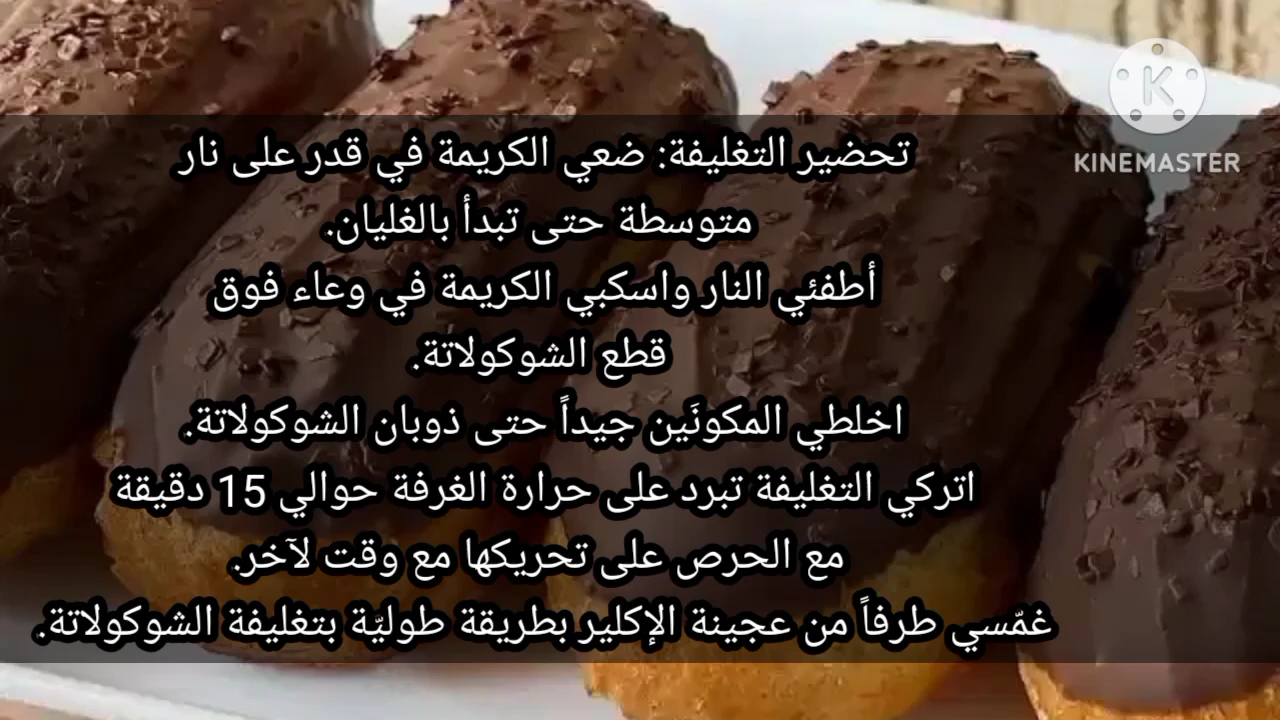 تحضير التغليفة: ضعي الكريمة في قدر على نار
متوسطة حتى تبدأ بالغليان.
أطفئي النار واسكبي الكريمة في وعاء فوق
قطع الشوكولاتة.
اخلطي المكونَين جيداً حتى ذوبان الشوكولاتة.
اتركي التغليفة تبرد على حرارة الغرفة حوالي 15 دقيقة
مع الحرص على تحريكها مع وقت لآخر.
غمّسي طرفاً من عجينة الإكلير بطريقة طوليّة بتغليفة الشوكولاتة.
K
KINEMASTER